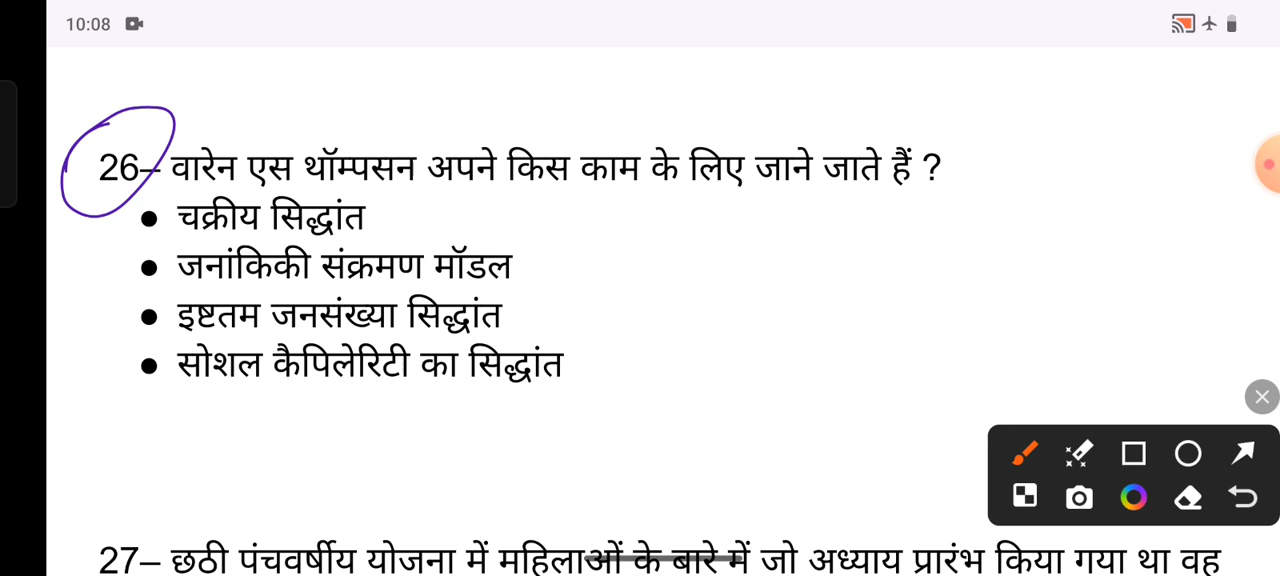 10:08
26– वारेन एस थॉम्पसन अपने किस काम के लिए जाने जाते हैं ?
● चक्रीय सिद्धांत
● जनांकिकी संक्रमण मॉडल
● इष्टतम जनसंख्या सिद्धांत
● सोशल कैपिलेरिटी का सिद्धांत
27– छठी पंचवर्षीय योजना में महिलाओं के बारे में जो अध्याय प्रारंभ किया गया था वह